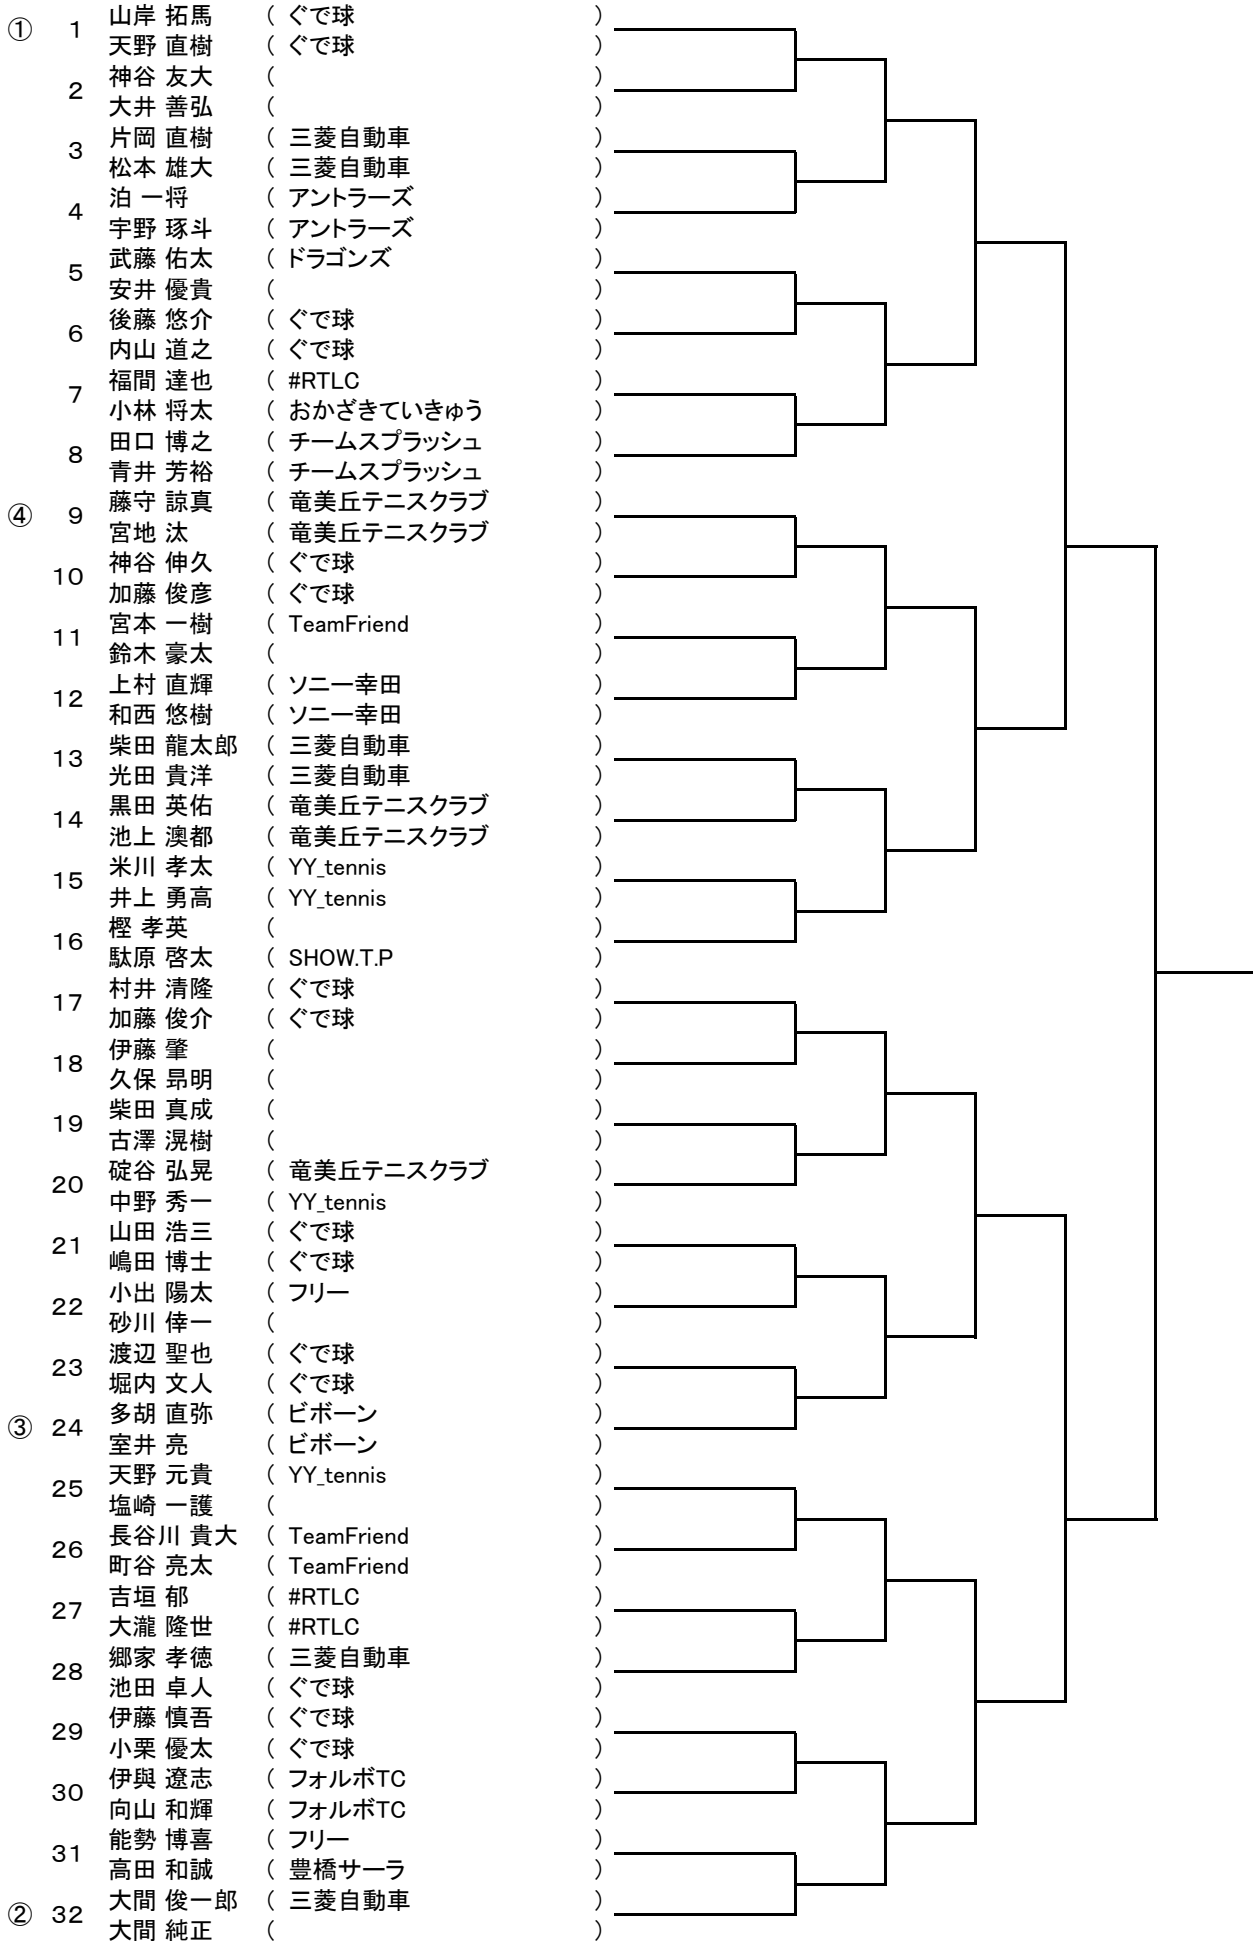 山岸 拓馬 ( ぐで球 )
① 1
天野 直樹 ( ぐで球 )
神谷 友大 ( )
2
大井 善弘 ( )
片岡 直樹 ( 三菱自動車 )
3
松本 雄大 ( 三菱自動車 )
泊 一将 ( アントラーズ )
4
宇野 琢斗 ( アントラーズ )
武藤 佑太 ( ドラゴンズ )
5
安井 優貴 ( )
後藤 悠介 ( ぐで球 )
6
内山 道之 ( ぐで球 )
福間 達也 ( #RTLC )
7
小林 将太 ( おかざきていきゅう )
田口 博之 ( チームスプラッシュ )
8
青井 芳裕 ( チームスプラッシュ )
藤守 諒真 ( 竜美丘テニスクラブ )
④ 9
宮地 汰 ( 竜美丘テニスクラブ )
神谷 伸久 ( ぐで球 )
10
加藤 俊彦 ( ぐで球 )
宮本 一樹 ( TeamFriend )
11
鈴木 豪太 ( )
上村 直輝 ( ソニー幸田 )
12
和西 悠樹 ( ソニー幸田 )
柴田 龍太郎 ( 三菱自動車 )
13
光田 貴洋 ( 三菱自動車 )
黒田 英佑 ( 竜美丘テニスクラブ )
14
池上 澳都 ( 竜美丘テニスクラブ )
米川 孝太 ( YY_tennis )
15
井上 勇高 ( YY_tennis )
樫 孝英 ( )
16
駄原 啓太 ( SHOW.T.P )
村井 清隆 ( ぐで球 )
17
加藤 俊介 ( ぐで球 )
伊藤 肇 ( )
18
久保 昴明 ( )
柴田 真成 ( )
19
古澤 滉樹 ( )
碇谷 弘晃 ( 竜美丘テニスクラブ )
20
中野 秀一 ( YY_tennis )
山田 浩三 ( ぐで球 )
21
嶋田 博士 ( ぐで球 )
小出 陽太 ( フリー )
22
砂川 倖一 ( )
渡辺 聖也 ( ぐで球 )
23
堀内 文人 ( ぐで球 )
多胡 直弥 ( ビボーン )
③ 24
室井 亮 ( ビボーン )
天野 元貴 ( YY_tennis )
25
塩崎 一護 ( )
長谷川 貴大 ( TeamFriend )
26
町谷 亮太 ( TeamFriend )
吉垣 郁 ( #RTLC )
27
大瀧 隆世 ( #RTLC )
郷家 孝徳 ( 三菱自動車 )
28
池田 卓人 ( ぐで球 )
伊藤 慎吾 ( ぐで球 )
29
小栗 優太 ( ぐで球 )
伊與 遼志 ( フォルボTC )
30
向山 和輝 ( フォルボTC )
能勢 博喜 ( フリー )
31
高田 和誠 ( 豊橋サーラ )
大間 俊一郎 ( 三菱自動車 )
② 32
大間 純正 ( )